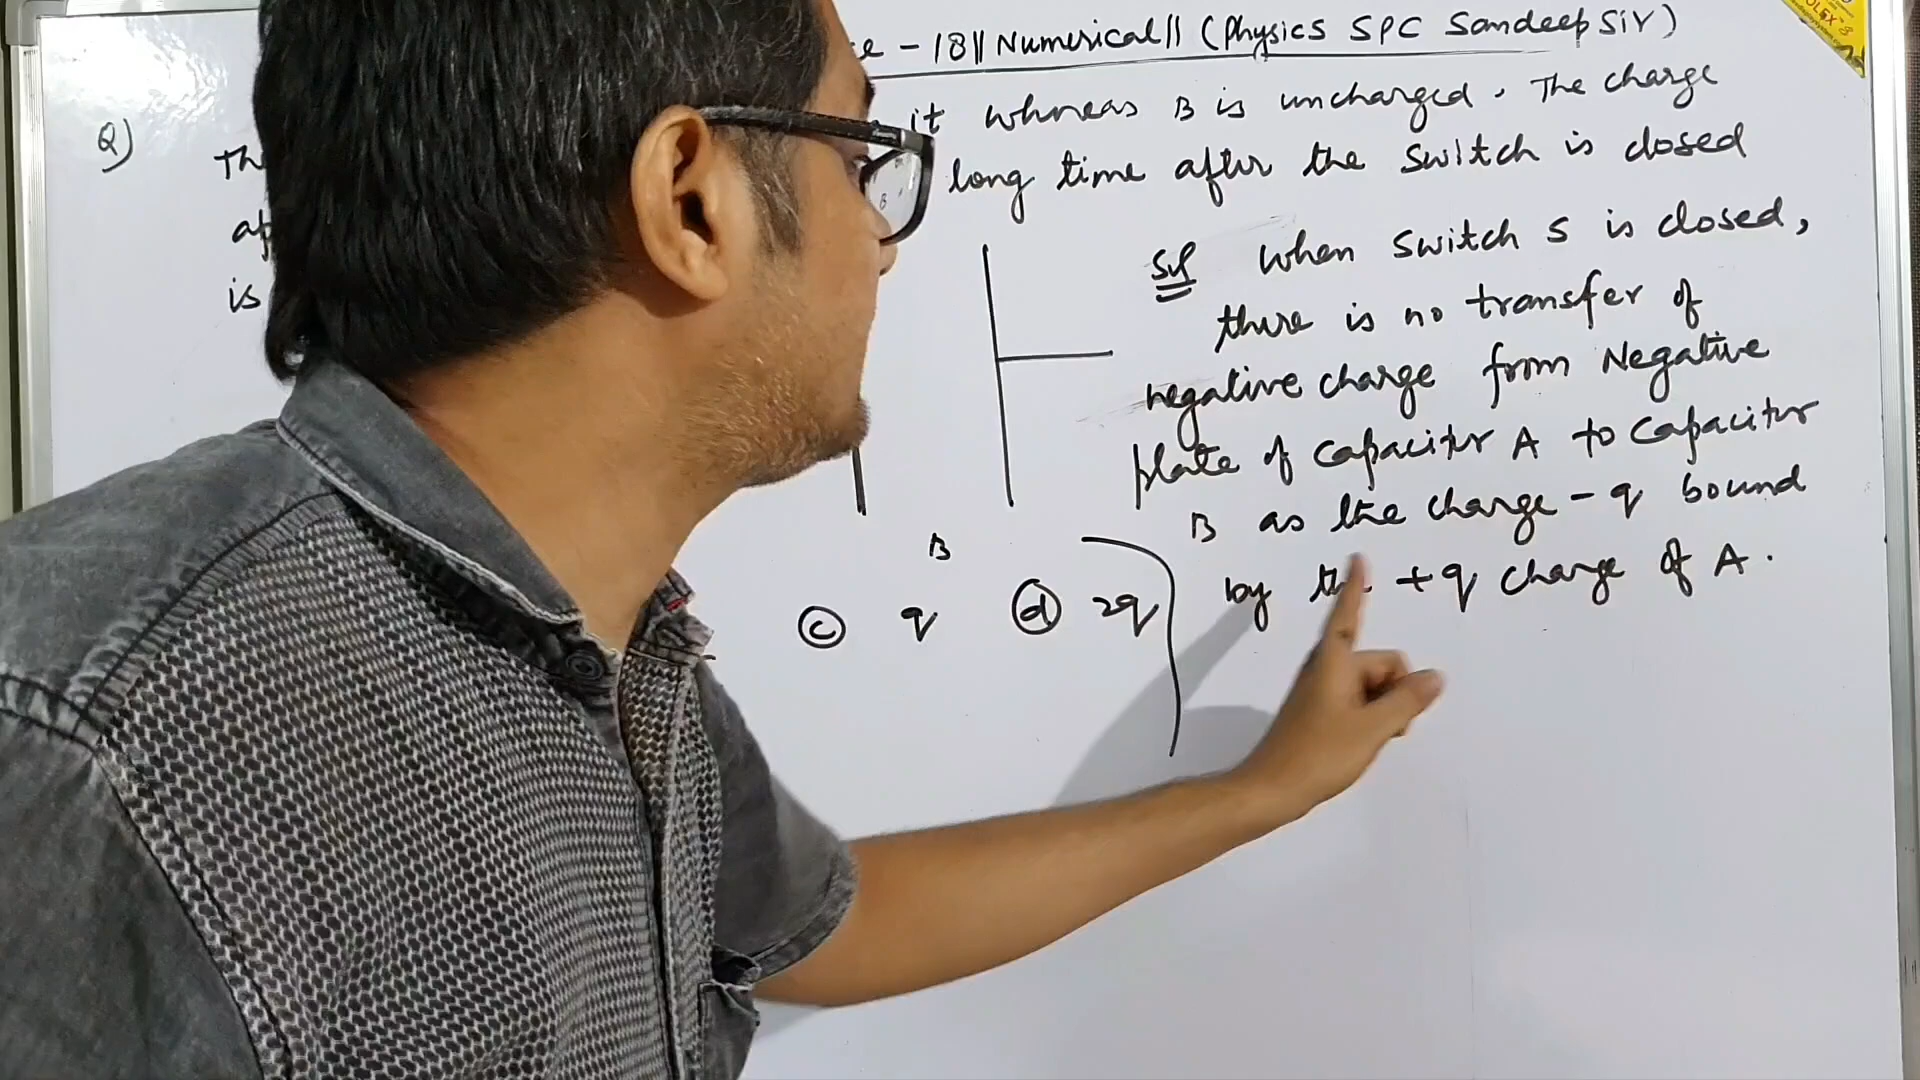 e - 18 || Numerical || (Physics SPC Sandeep Sir)
Q) Th it whereas B is uncharged. The charge
long time after the switch is closed
is
Sol When switch S is closed,
there is no transfer of
negative charge from Negative
plate of Capacitor A to Capacitor
B as the charge - q bound
by the + q charge of A.
B
c q d 2q